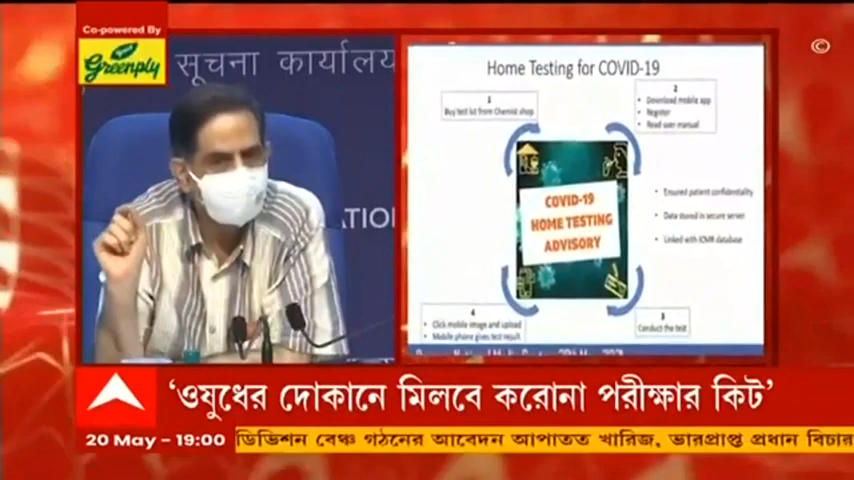 Co-powered By
Greenply
सूचना कार्यालय
Home Testing for COVID-19
1
Buy test kit from Chemist shop
2
• Download mobile app
• Register
• Read user manual
COVID-19
HOME TESTING
ADVISORY
• Ensured patient confidentiality
• Data stored in secure server
• Linked with ICMR database
4
• Click mobile image and upload
• Mobile phone gives test result
3
Conduct the test
©
‘ওষুধের দোকানে মিলবে করোনা পরীক্ষার কিট’
20 May – 19:00
ডিভিশন বেঞ্চ গঠনের আবেদন আপাতত খারিজ, ভারপ্রাপ্ত প্রধান বিচার